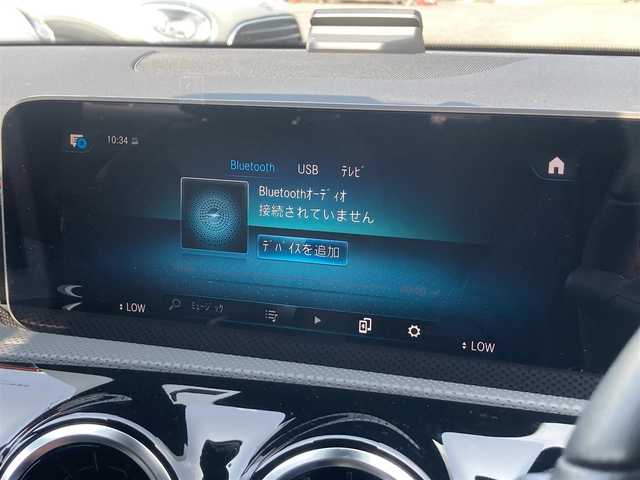 10:34
Bluetooth USB テレビ
Bluetoothオーディオ
接続されていません
デバイスを追加
LOW ミュージック
LOW